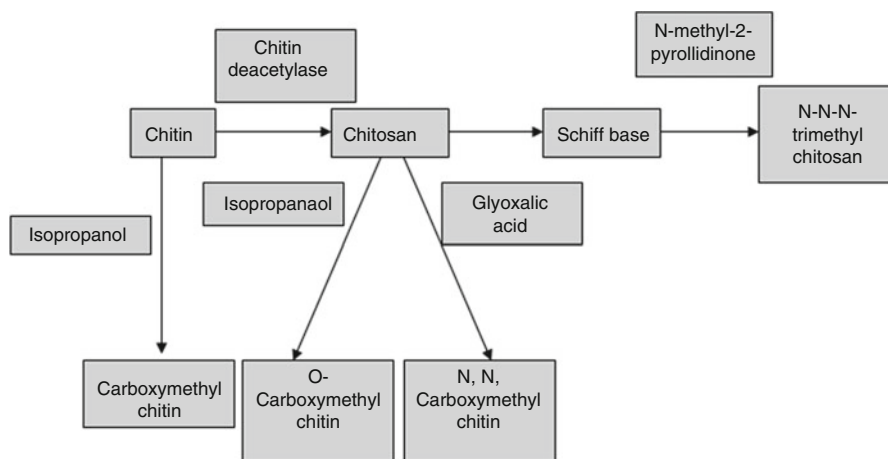 N-methyl-2-
pyrollidinone
Chitin
deacetylase
N-N-N-
trimethyl
chitosan
Chitin
Chitosan
Schiff base
Isopropanol
Isopropanaol
Glyoxalic
acid
Carboxymethyl
chitin
O-
Carboxymethyl
chitin
N, N,
Carboxymethyl
chitin